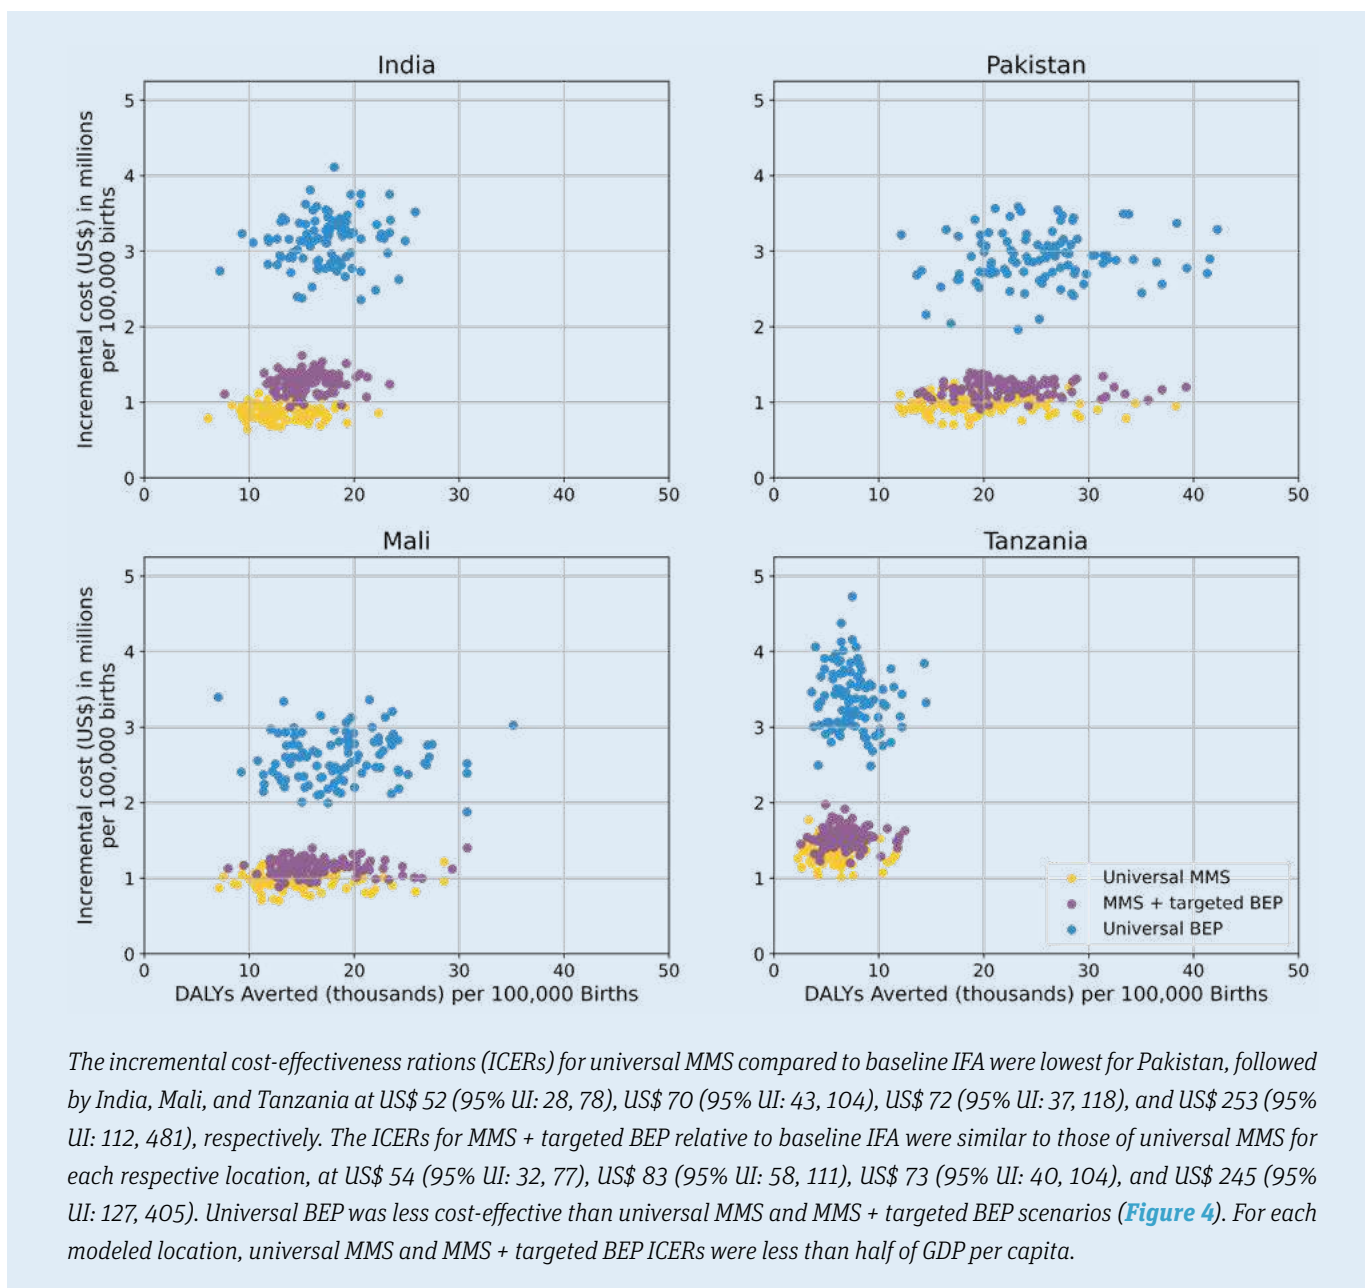 India
Pakistan
Incremental cost (US$) in millions
per 100,000 births
5
4
3
2
1
0
0 10 20 30 40 50
5
4
3
2
1
0
0 10 20 30 40 50
Mali
Tanzania
Incremental cost (US$) in millions
per 100,000 births
5
4
3
2
1
0
0 10 20 30 40 50
DALYs Averted (thousands) per 100,000 Births
5
4
3
2
1
0
Universal MMS
MMS + targeted BEP
Universal BEP
0 10 20 30 40 50
DALYs Averted (thousands) per 100,000 Births
The incremental cost-effectiveness rations (ICERs) for universal MMS compared to baseline IFA were lowest for Pakistan, followed
by India, Mali, and Tanzania at US$ 52 (95% UI: 28, 78), US$ 70 (95% UI: 43, 104), US$ 72 (95% UI: 37, 118), and US$ 253 (95%
UI: 112, 481), respectively. The ICERs for MMS + targeted BEP relative to baseline IFA were similar to those of universal MMS for
each respective location, at US$ 54 (95% UI: 32, 77), US$ 83 (95% UI: 58, 111), US$ 73 (95% UI: 40, 104), and US$ 245 (95%
UI: 127, 405). Universal BEP was less cost-effective than universal MMS and MMS + targeted BEP scenarios (Figure 4). For each
modeled location, universal MMS and MMS + targeted BEP ICERs were less than half of GDP per capita.